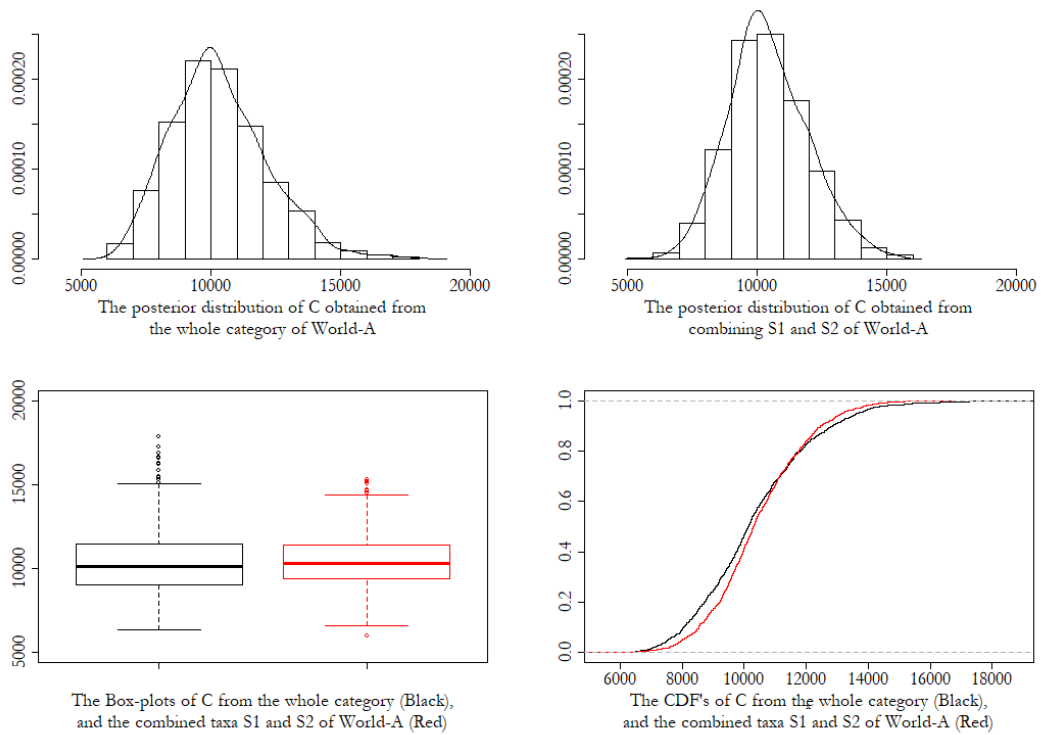 0.00000 0.00010 0.00020
5000 10000 15000 20000
The posterior distribution of C obtained from
the whole category of World-A
0.00000 0.00010 0.00020
5000 10000 15000 20000
The posterior distribution of C obtained from
combining S1 and S2 of World-A
5000 10000 15000 20000
The Box-plots of C from the whole category (Black),
and the combined taxa S1 and S2 of World-A (Red)
0.0 0.2 0.4 0.6 0.8 1.0
6000 8000 10000 12000 14000 16000 18000
The CDF's of C from the whole category (Black),
and the combined taxa S1 and S2 of World-A (Red)